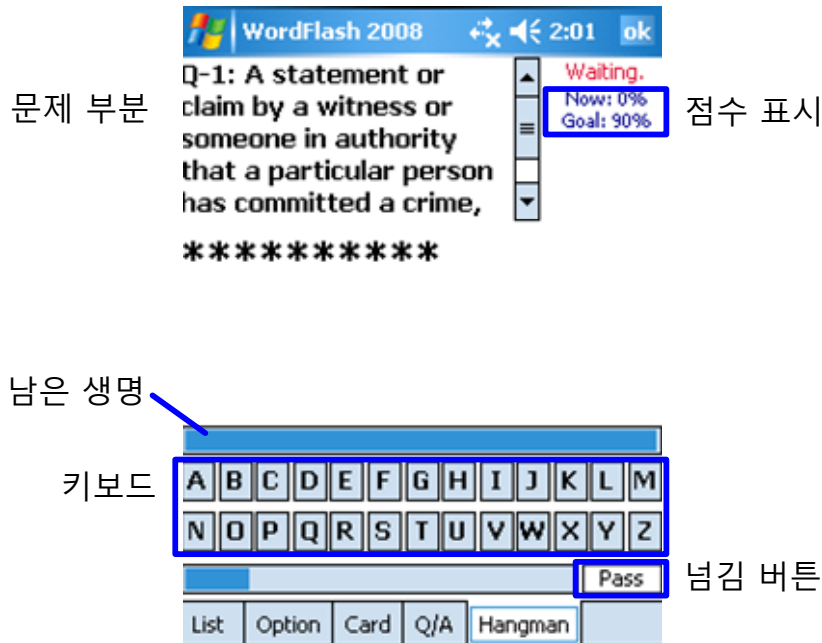 WordFlash 2008 2:01 ok
문제 부분
Q-1: A statement or
claim by a witness or
someone in authority
that a particular person
has committed a crime,
Waiting.
Now: 0%
Goal: 90%
점수 표시
**********
남은 생명
키보드
A B C D E F G H I J K L M
N O P Q R S T U V W X Y Z
Pass
넘김 버튼
List Option Card Q/A Hangman